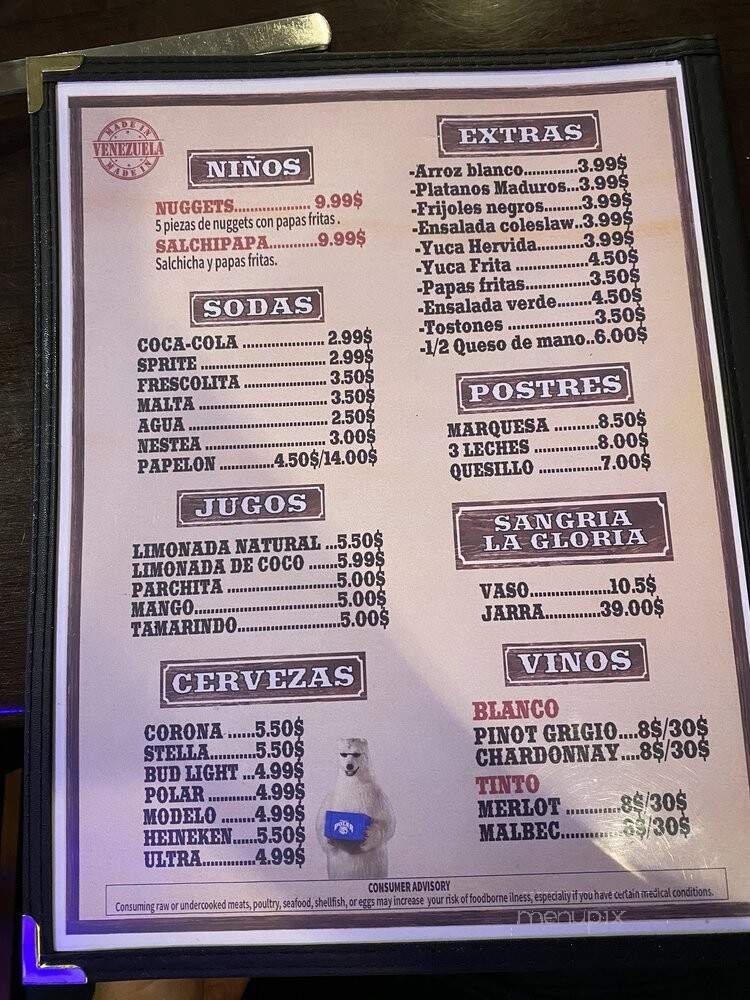 MADE IN
VENEZUELA
MADE IN
NIÑOS
NUGGETS................... 9.99$
5 piezas de nuggets con papas fritas .
SALCHIPAPA............9.99$
Salchicha y papas fritas.
SODAS
COCA-COLA .................... 2.99$
SPRITE ............................... 2.99$
FRESCOLITA .................... 3.50$
MALTA ............................... 3.50$
AGUA .................................. 2.50$
NESTEA .............................. 3.00$
PAPELON .............4.50$/14.00$
JUGOS
LIMONADA NATURAL ...5.50$
LIMONADA DE COCO .......5.99$
PARCHITA ...........................5.00$
MANGO...................................5.00$
TAMARINDO.........................5.00$
CERVEZAS
CORONA ......5.50$
STELLA.........5.50$
BUD LIGHT ...4.99$
POLAR ...........4.99$
MODELO .......4.99$
HEINEKEN.....5.50$
ULTRA............4.99$
POLAR
EXTRAS
-Arroz blanco.............3.99$
-Platanos Maduros...3.99$
-Frijoles negros.........3.99$
-Ensalada coleslaw..3.99$
-Yuca Hervida...........3.99$
-Yuca Frita ................4.50$
-Papas fritas...............3.50$
-Ensalada verde........4.50$
-Tostones ....................3.50$
-1/2 Queso de mano..6.00$
POSTRES
MARQUESA ..........8.50$
3 LECHES ...............8.00$
QUESILLO ..............7.00$
SANGRIA
LA GLORIA
VASO..................10.5$
JARRA.............39.00$
VINOS
BLANCO
PINOT GRIGIO....8$/30$
CHARDONNAY....8$/30$
TINTO
MERLOT .............8$/30$
MALBEC..............8$/30$
CONSUMER ADVISORY
Consuming raw or undercooked meats, poultry, seafood, shellfish, or eggs may increase your risk of foodborne ilness, especially if you have certain medical conditions.
menupix